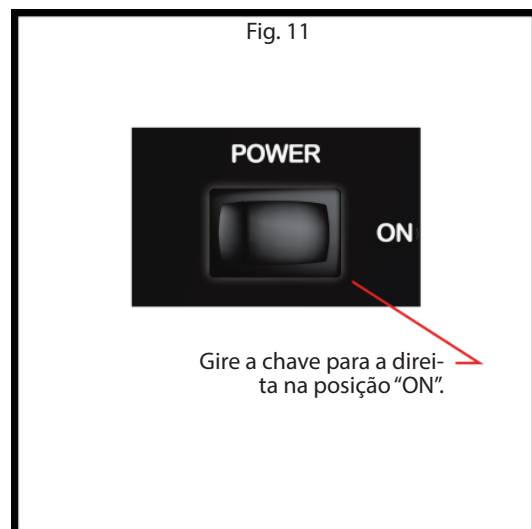 Fig. 11
POWER
ON
Gire a chave para a direi-
ta na posição “ON”.